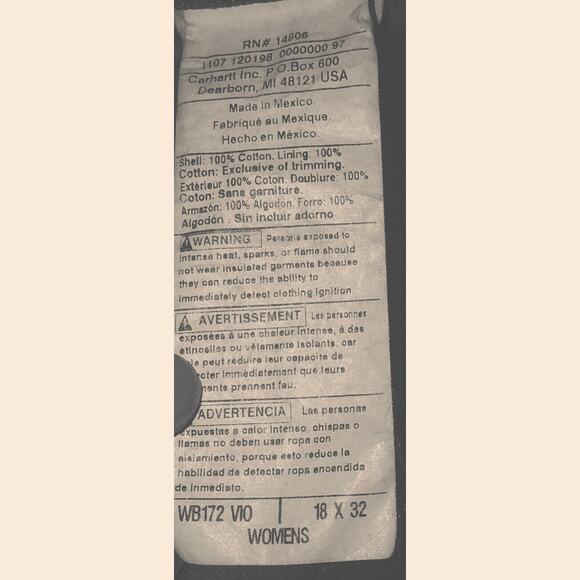 RN# 14806
1107 120198 0000000 97
Carhartt Inc. P.O.Box 600
Dearborn, MI 48121 USA
Made in Mexico.
Fabriqué au Mexique.
Hecho en México.
Shell: 100% Cotton. Lining: 100%
Cotton: Exclusive of trimming.
Extérieur 100% Coton. Doublure: 100%
Coton: Sans garniture.
Armazón: 100% Algodón. Forro: 100%
Algodón. Sin incluir adorno
WARNING Persons exposed to
intense heat, sparks, or flame should
not wear insulated garments because
they can reduce the ability to
immediately detect clothing ignition
AVERTISSEMENT Les personnes
exposées à une chaleur intense, à des
étincelles ou vêtements isolants, car
peut réduire leur capacité de
immédiatement que leurs
prennent feu.
ADVERTENCIA Las personas
expuestas a calor intenso, chispas o
llamas no deben usar ropa con
aislamiento, porque esto reduce la
habilidad de detectar ropa encendida
de inmediato.
WB172 VIO | 18 X 32
WOMENS